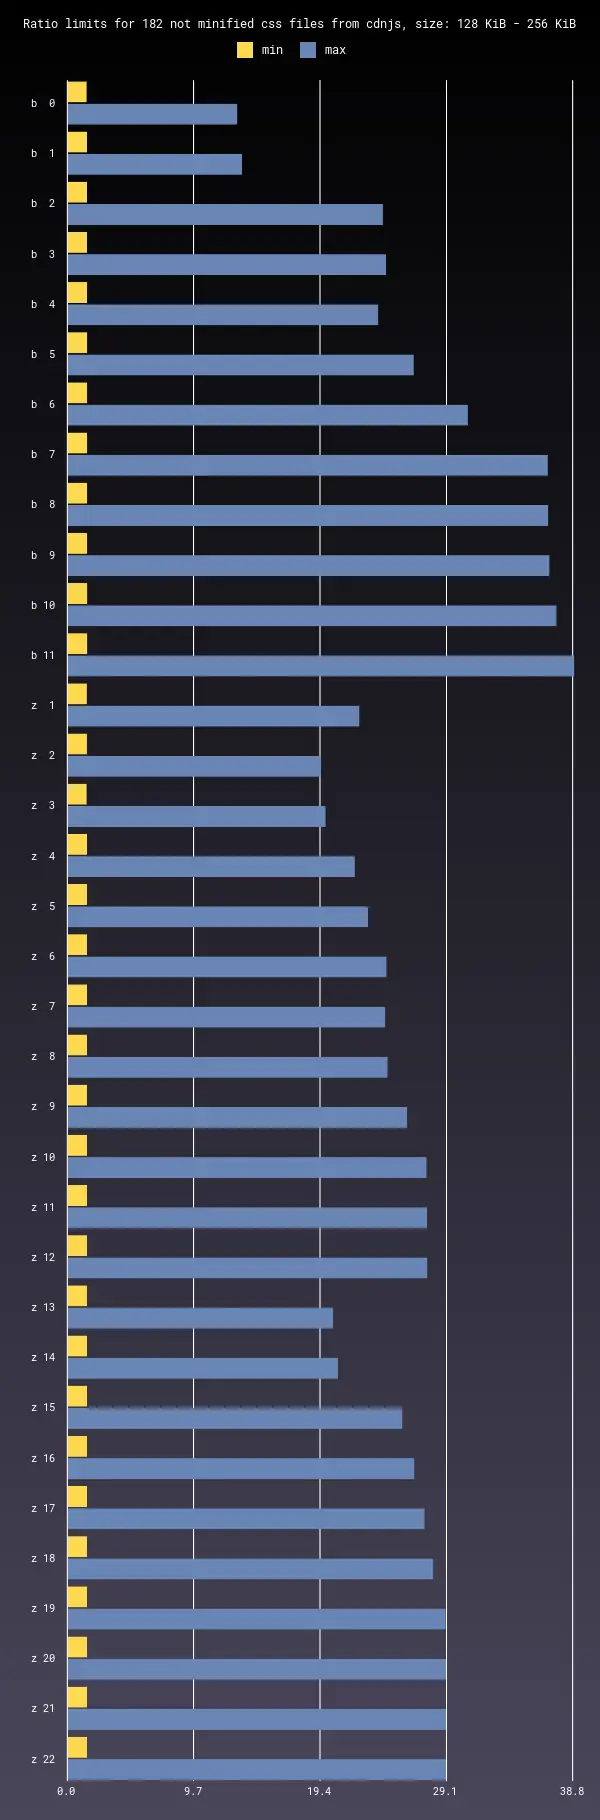 Ratio limits for 182 not minified css files from cdnjs, size: 128 KiB - 256 KiB
min max
b 0
b 1
b 2
b 3
b 4
b 5
b 6
b 7
b 8
b 9
b 10
b 11
z 1
z 2
z 3
z 4
z 5
z 6
z 7
z 8
z 9
z 10
z 11
z 12
z 13
z 14
z 15
z 16
z 17
z 18
z 19
z 20
z 21
z 22
0.0 9.7 19.4 29.1 38.8